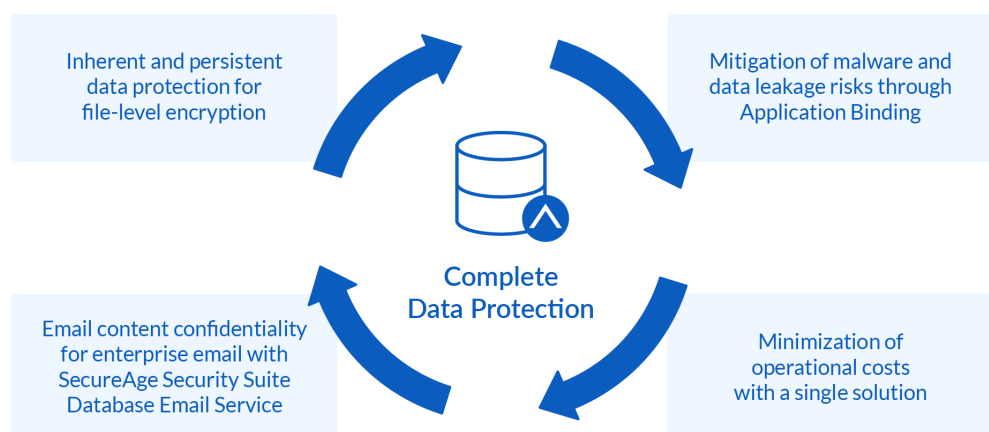 Inherent and persistent
data protection for
file-level encryption
Mitigation of malware and
data leakage risks through
Application Binding
Complete
Data Protection
Email content confidentiality
for enterprise email with
SecureAge Security Suite
Database Email Service
Minimization of
operational costs
with a single solution